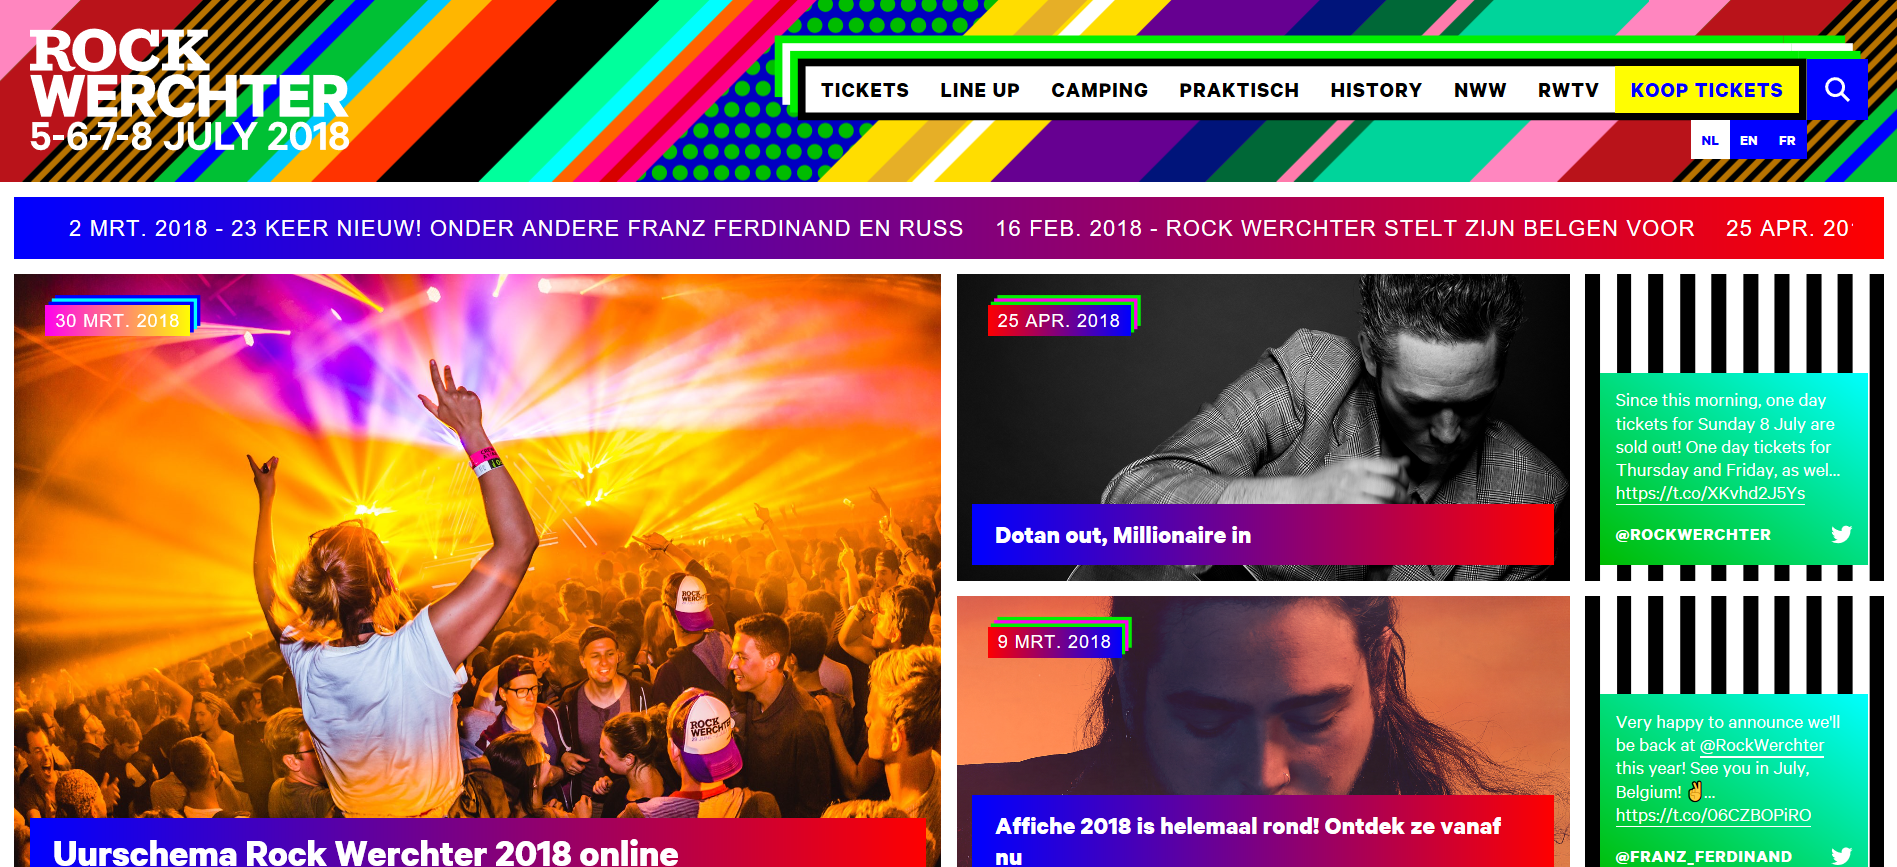 ROCK
WERCHTER
5-6-7-8 JULY 2018
TICKETS LINE UP CAMPING PRAKTISCH HISTORY NWW RWTV KOOP TICKETS
NL EN FR
2 MRT. 2018 - 23 KEER NIEUW! ONDER ANDERE FRANZ FERDINAND EN RUSS 16 FEB. 2018 - ROCK WERCHTER STELT ZIJN BELGEN VOOR 25 APR. 20
30 MRT. 2018
ROCK
WERCHTER
ROCK
WERCHTER
Uurschema Rock Werchter 2018 online
25 APR. 2018
Dotan out, Millionaire in
9 MRT. 2018
Affiche 2018 is helemaal rond! Ontdek ze vanaf
nu
Since this morning, one day
tickets for Sunday 8 July are
sold out! One day tickets for
Thursday and Friday, as wel...
https://t.co/XKvhd2J5Ys
@ROCKWERCHTER
Very happy to announce we'll
be back at @RockWerchter
this year! See you in July,
Belgium! ✌...
https://t.co/06CZBOPiRO
@FRANZ_FERDINAND